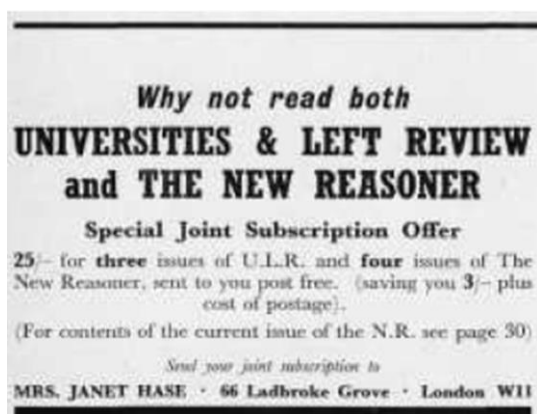 Why not read both
UNIVERSITIES & LEFT REVIEW
and THE NEW REASONER
Special Joint Subscription Offer
25/- for three issues of U.L.R. and four issues of The
New Reasoner, sent to you post free. (saving you 3/- plus
cost of postage).
(For contents of the current issue of the N.R. see page 30)
Send your joint subscription to
MRS. JANET HASE · 66 Ladbroke Grove · London W11